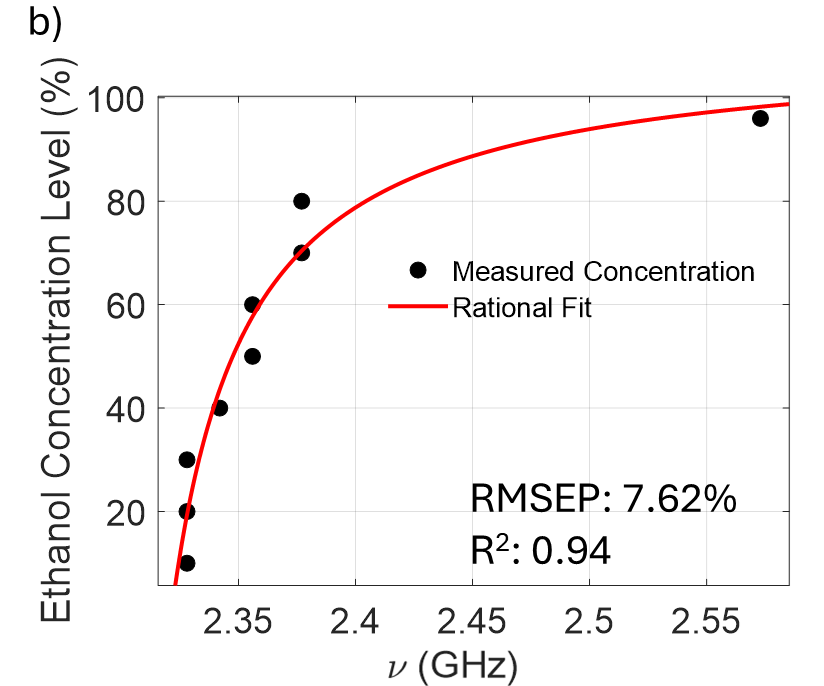 b)
Ethanol Concentration Level (%)
100
80
60
40
20
Measured Concentration
Rational Fit
RMSEP: 7.62%
R²: 0.94
2.35 2.4 2.45 2.5 2.55
ν (GHz)